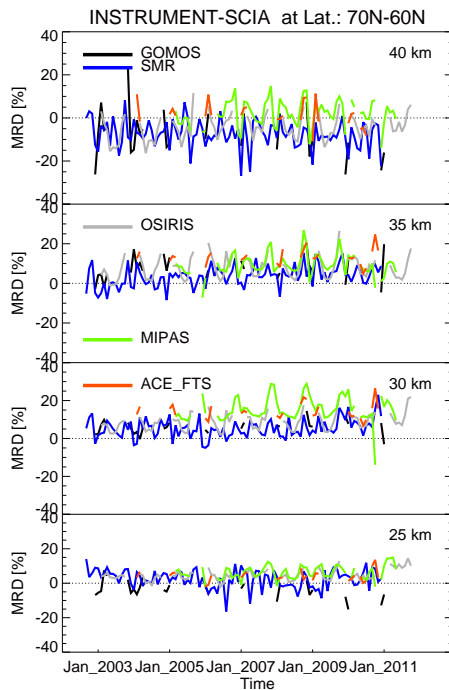 INSTRUMENT-SCIA at Lat.: 70N-60N
40
20
0
-20
-40
MRD [%]
GOMOS
SMR
40 km
40
20
0
-20
-40
MRD [%]
OSIRIS
35 km
MIPAS
40
20
0
-20
-40
MRD [%]
ACE_FTS
30 km
40
20
0
-20
-40
MRD [%]
25 km
Jan_2003 Jan_2005 Jan_2007 Jan_2009 Jan_2011
Time